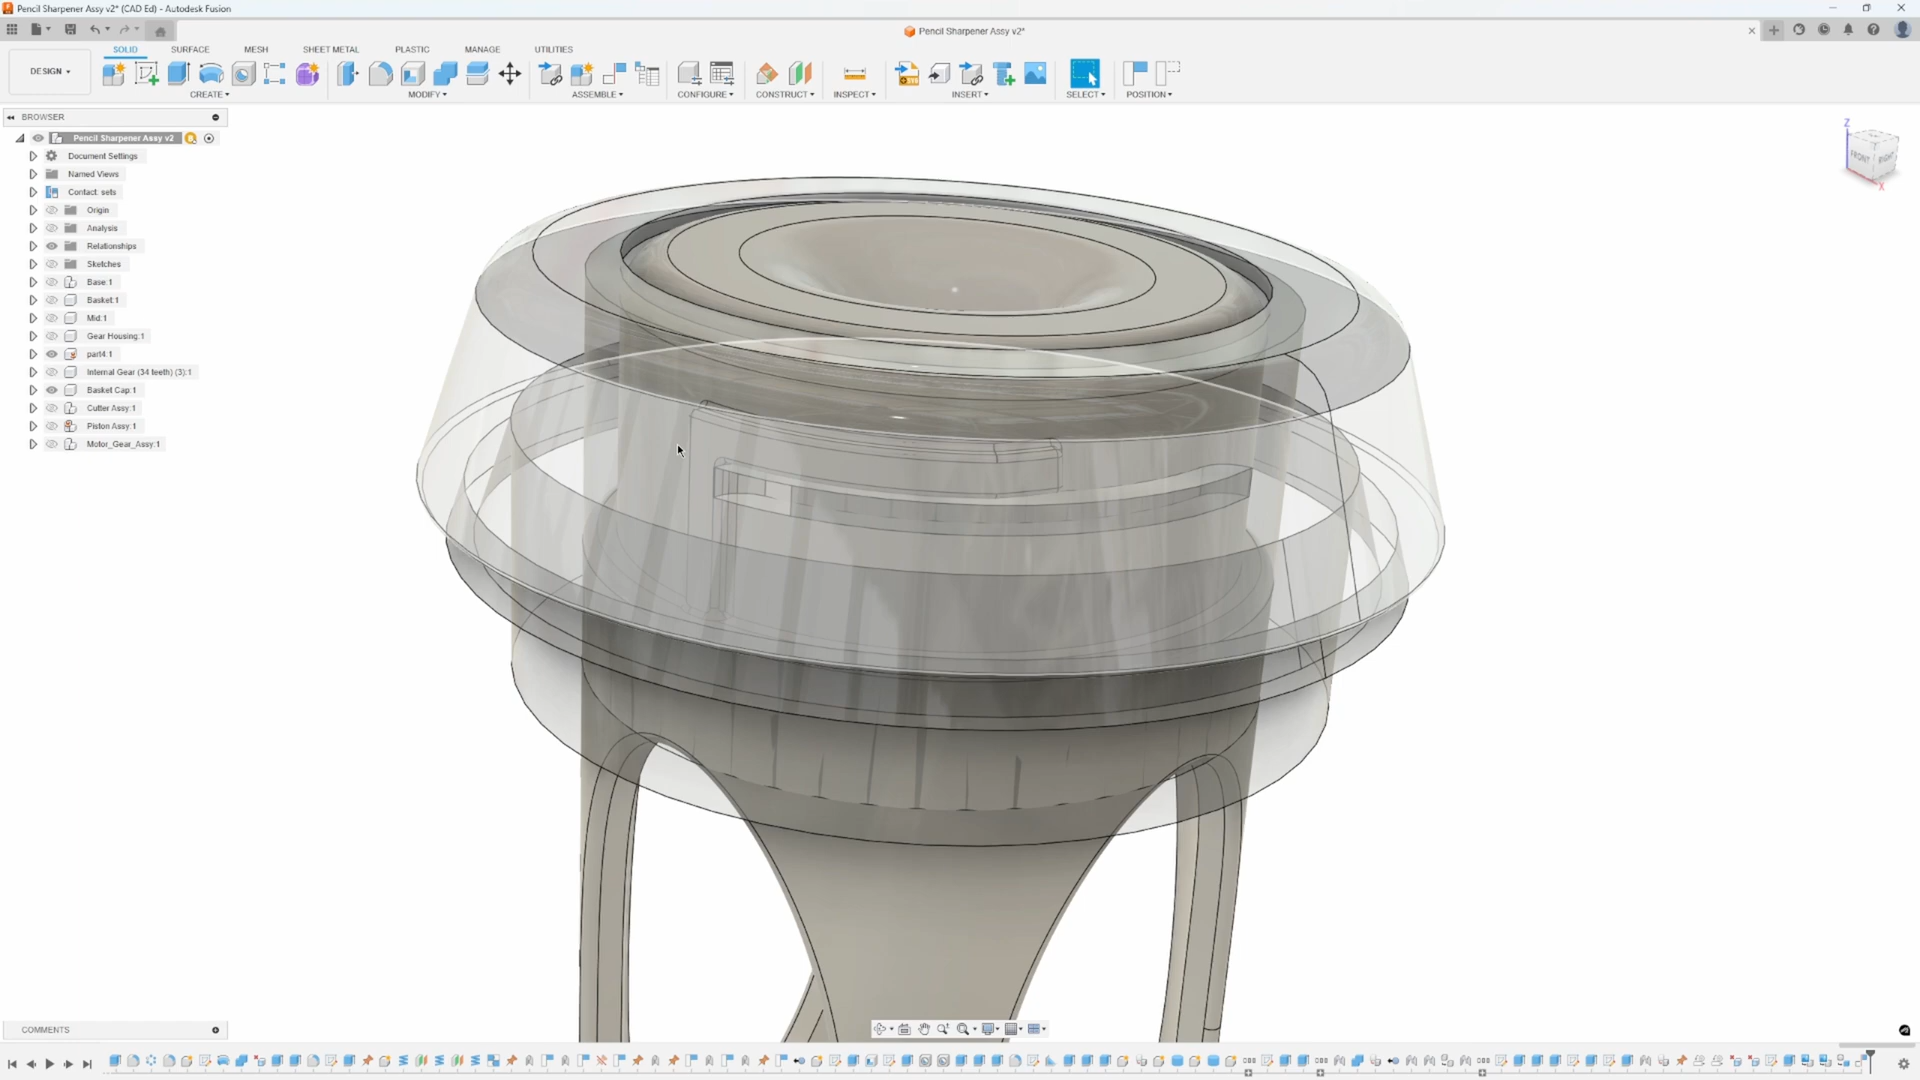 Pencil Sharpener Assy v2* (CAD Ed) - Autodesk Fusion
Pencil Sharpener Assy v2*
DESIGN
SOLID SURFACE MESH SHEET METAL PLASTIC MANAGE UTILITIES
CREATE MODIFY ASSEMBLE CONFIGURE CONSTRUCT INSPECT INSERT SELECT POSITION
BROWSER
Pencil Sharpener Assy v2
Document Settings
Named Views
Contact sets
Origin
Analysis
Relationships
Sketches
Base:1
Basket:1
Mid:1
Gear Housing:1
part4:1
Internal Gear (34 teeth) (3):1
Basket Cap:1
Cutter Assy:1
Piston Assy:1
Motor_Gear_Assy:1
Z
FRONT RIGHT
X
COMMENTS